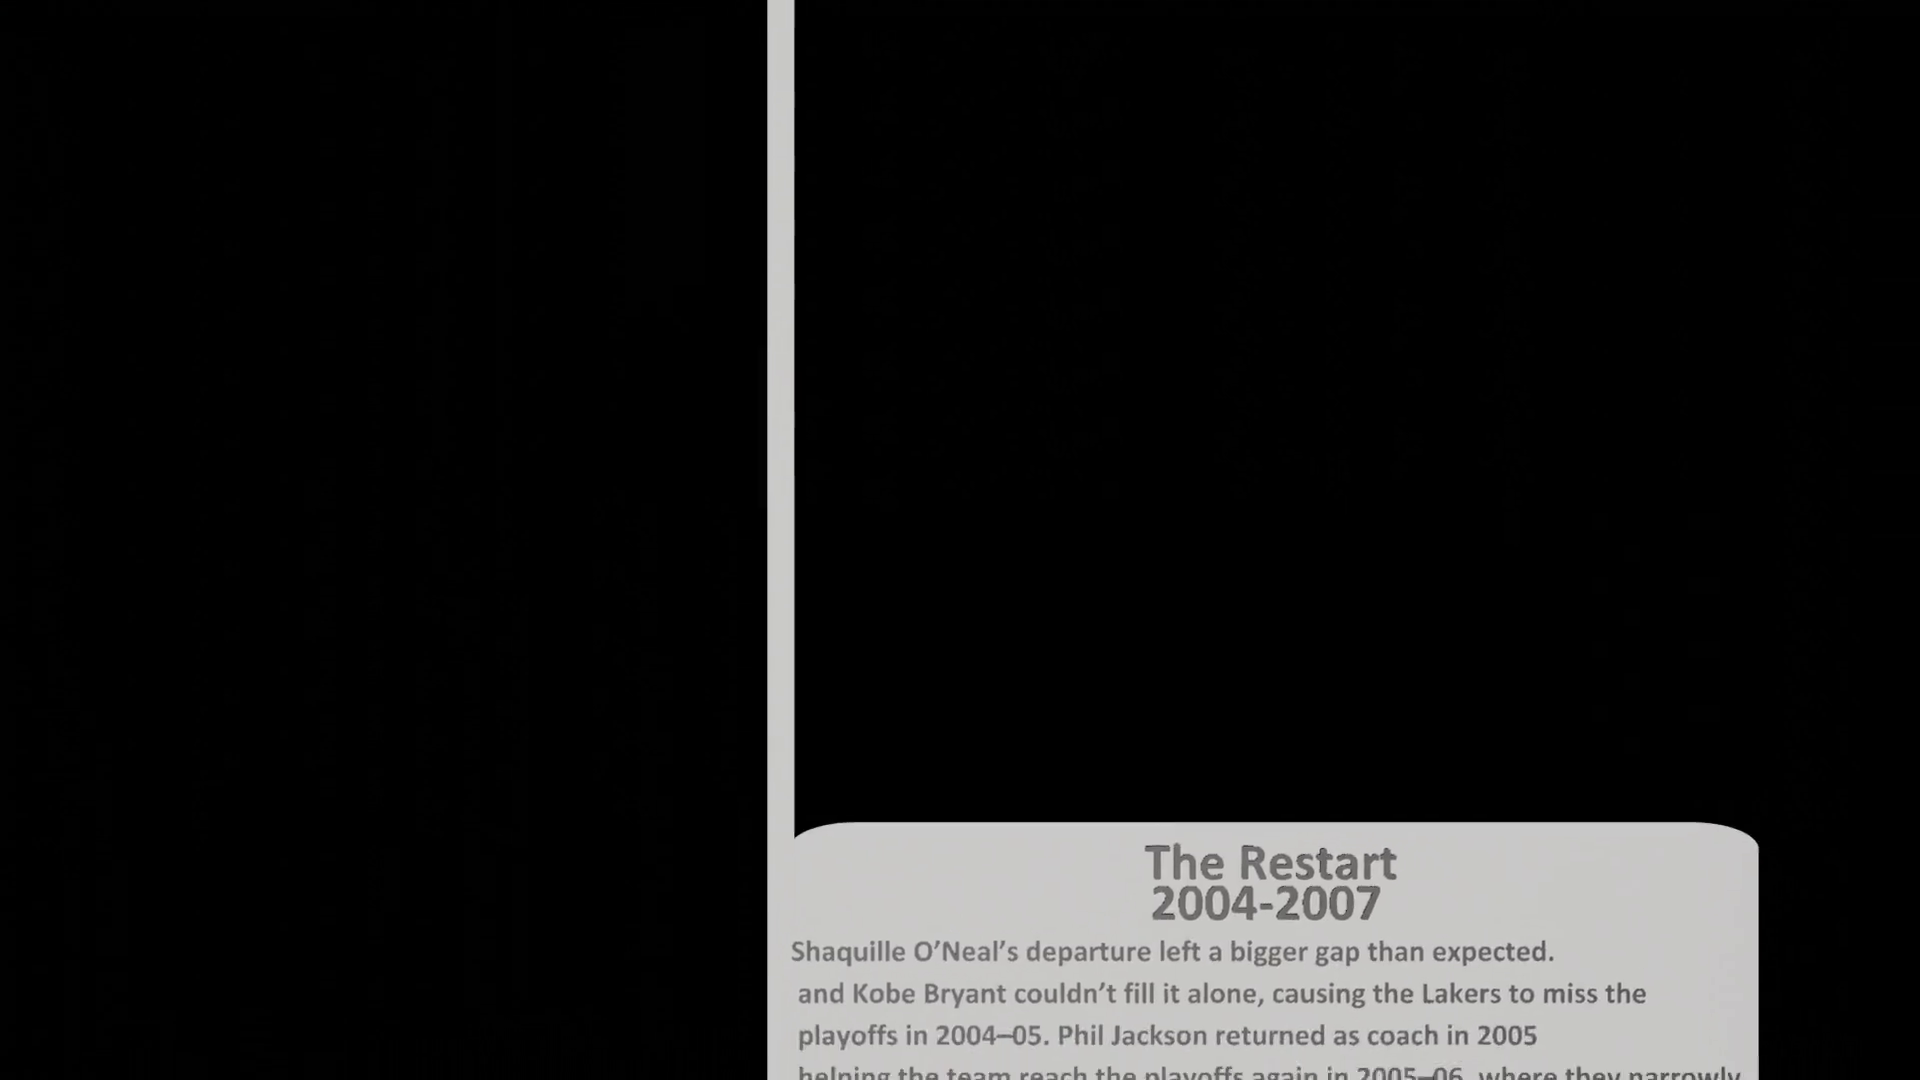 The Restart
2004-2007
Shaquille O’Neal’s departure left a bigger gap than expected.
and Kobe Bryant couldn’t fill it alone, causing the Lakers to miss the
playoffs in 2004–05. Phil Jackson returned as coach in 2005
helping the team reach the playoffs again in 2005–06, where they narrowly